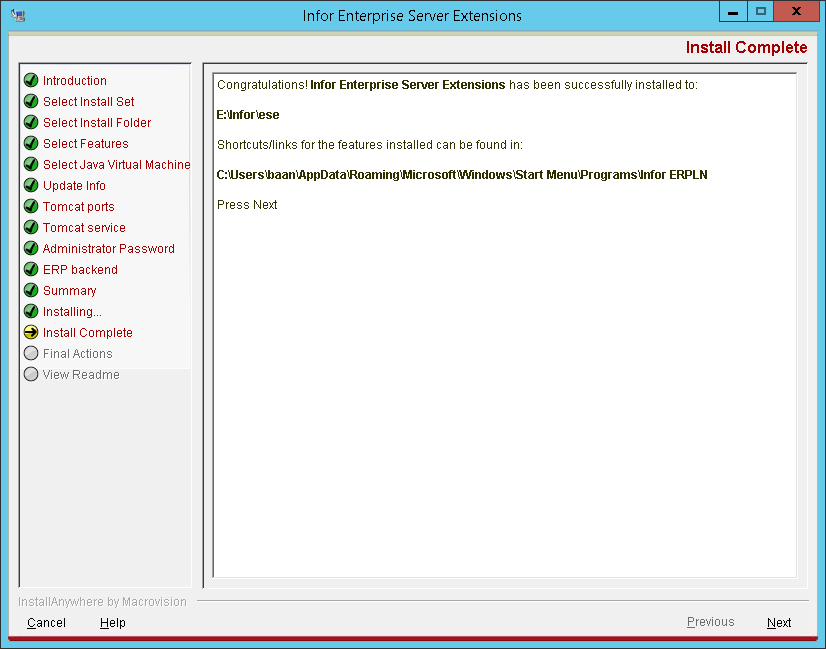 Infor Enterprise Server Extensions
Install Complete
Introduction
Select Install Set
Select Install Folder
Select Features
Select Java Virtual Machine
Update Info
Tomcat ports
Tomcat service
Administrator Password
ERP backend
Summary
Installing...
Install Complete
Final Actions
View Readme
Congratulations! Infor Enterprise Server Extensions has been successfully installed to:
E:\Infor\ese
Shortcuts/links for the features installed can be found in:
C:\Users\baan\AppData\Roaming\Microsoft\Windows\Start Menu\Programs\Infor ERPLN
Press Next
InstallAnywhere by Macrovision
Cancel Help Previous Next